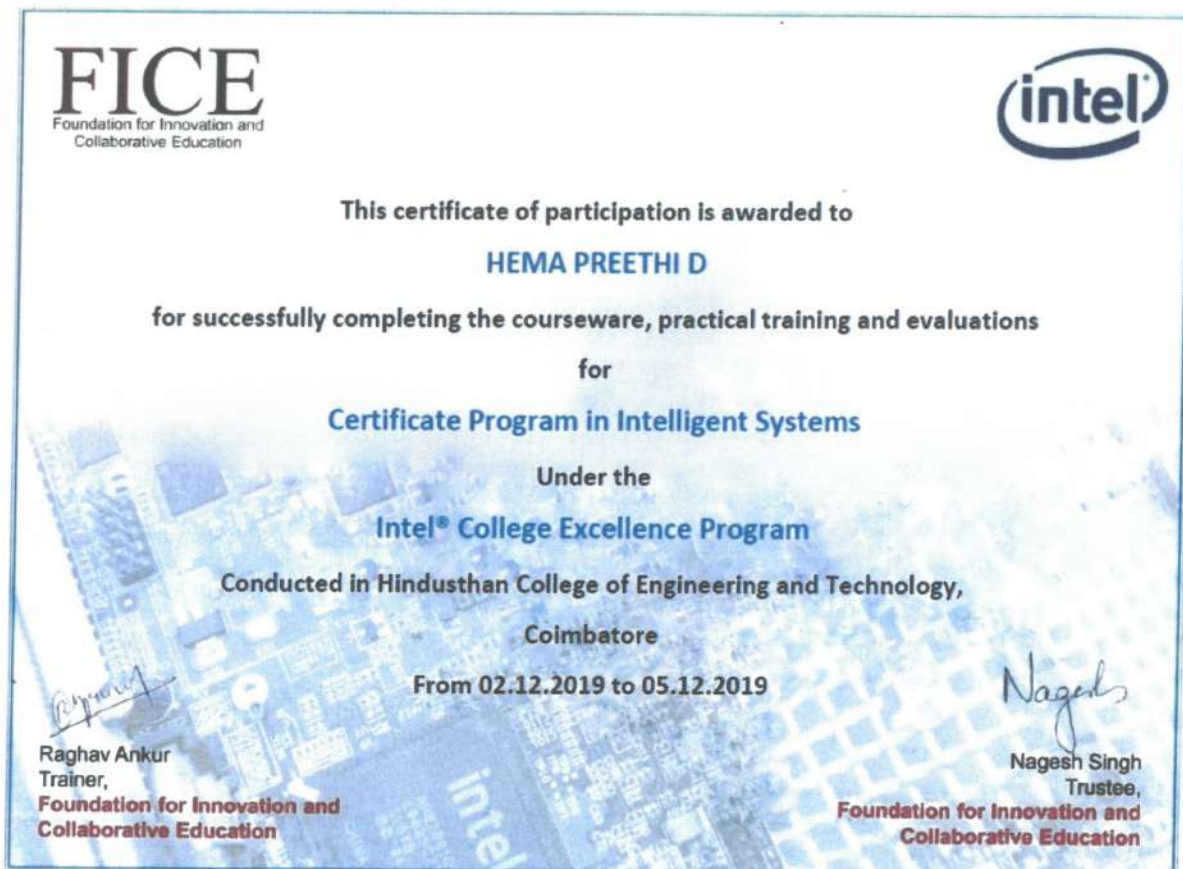 FICE
Foundation for Innovation and
Collaborative Education
intel
This certificate of participation is awarded to
HEMA PREETHI D
for successfully completing the courseware, practical training and evaluations
for
Certificate Program in Intelligent Systems
Under the
Intel® College Excellence Program
Conducted in Hindusthan College of Engineering and Technology,
Coimbatore
From 02.12.2019 to 05.12.2019
Raghav Ankur
Trainer,
Foundation for Innovation and
Collaborative Education
intel
Nagesh
Nagesh Singh
Trustee,
Foundation for Innovation and
Collaborative Education